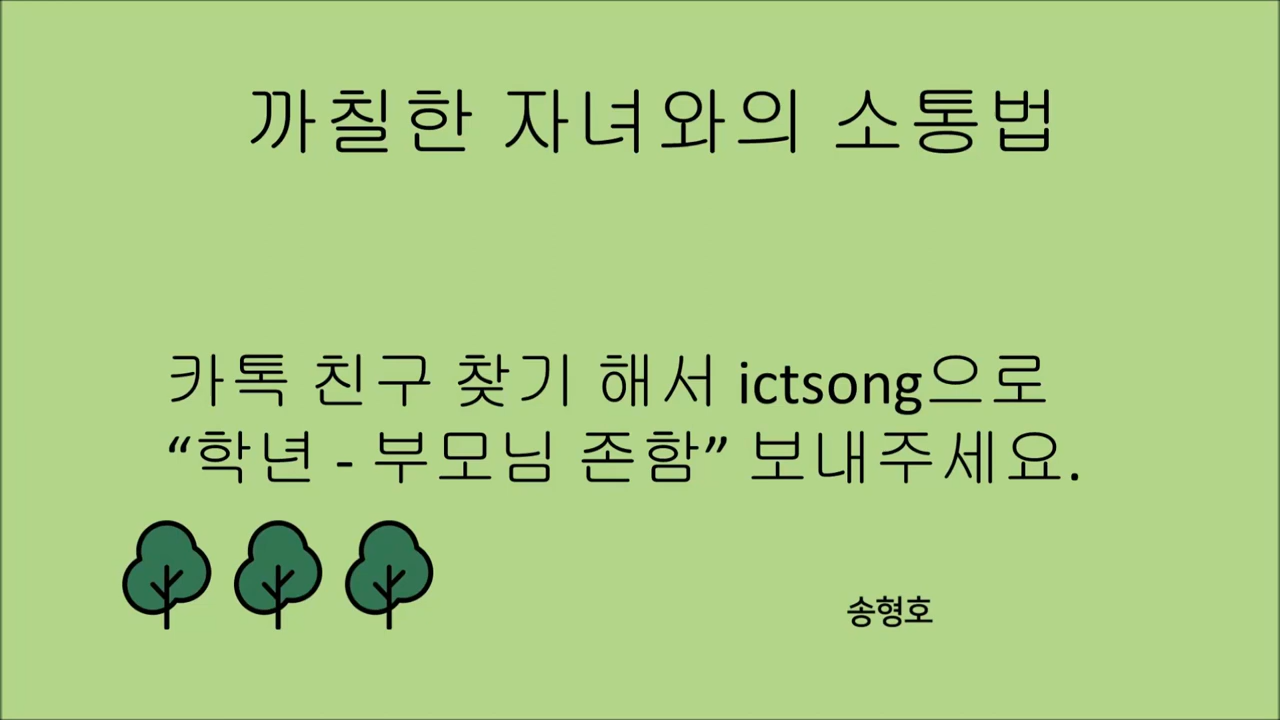 까칠한 자녀와의 소통법
카톡 친구 찾기 해서 ictsong으로
“학년 - 부모님 존함” 보내주세요.
송형호